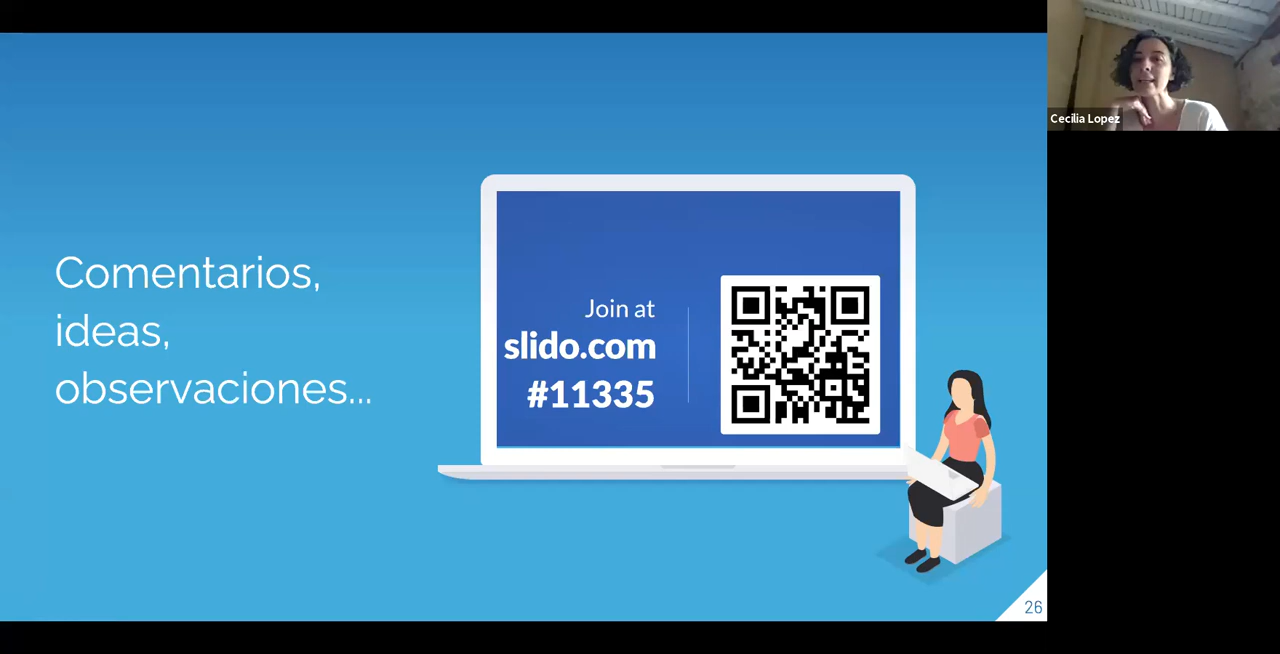 Comentarios,
ideas,
observaciones...
Join at
slido.com
#11335
26
Cecilia Lopez